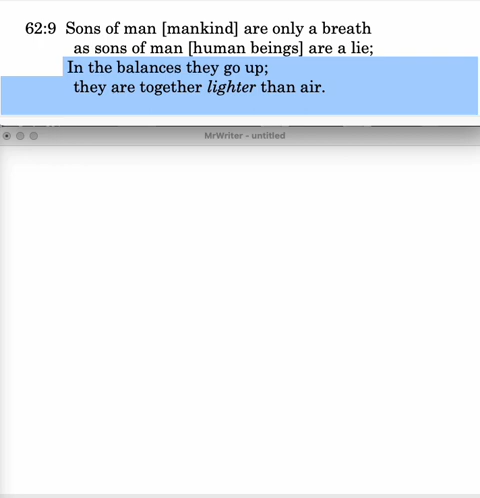 62:9 Sons of man [mankind] are only a breath
as sons of man [human beings] are a lie;
In the balances they go up;
they are together lighter than air.
MrWriter - untitled